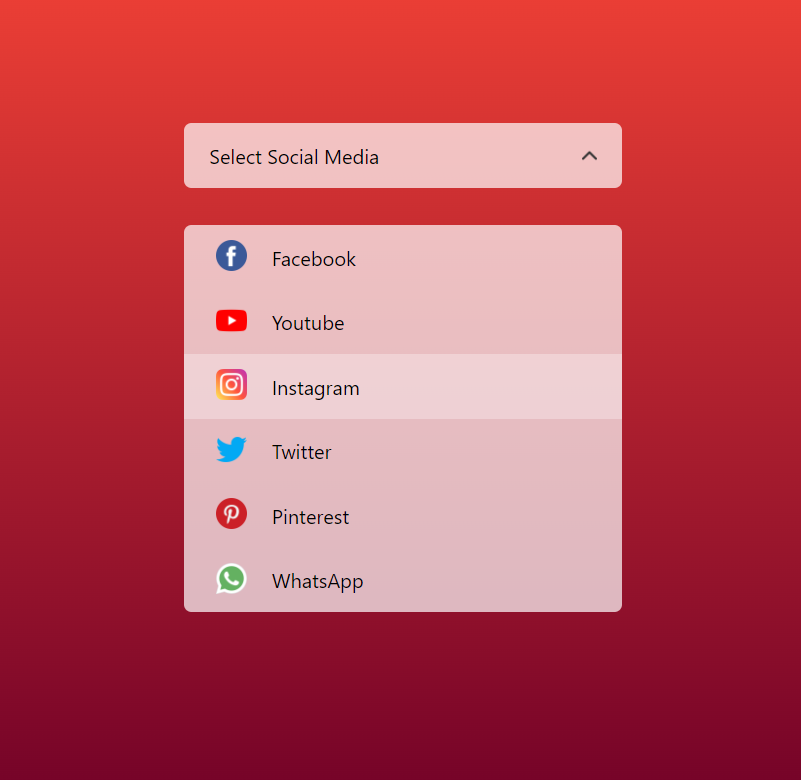 Select Social Media
Facebook
Youtube
Instagram
Twitter
Pinterest
WhatsApp